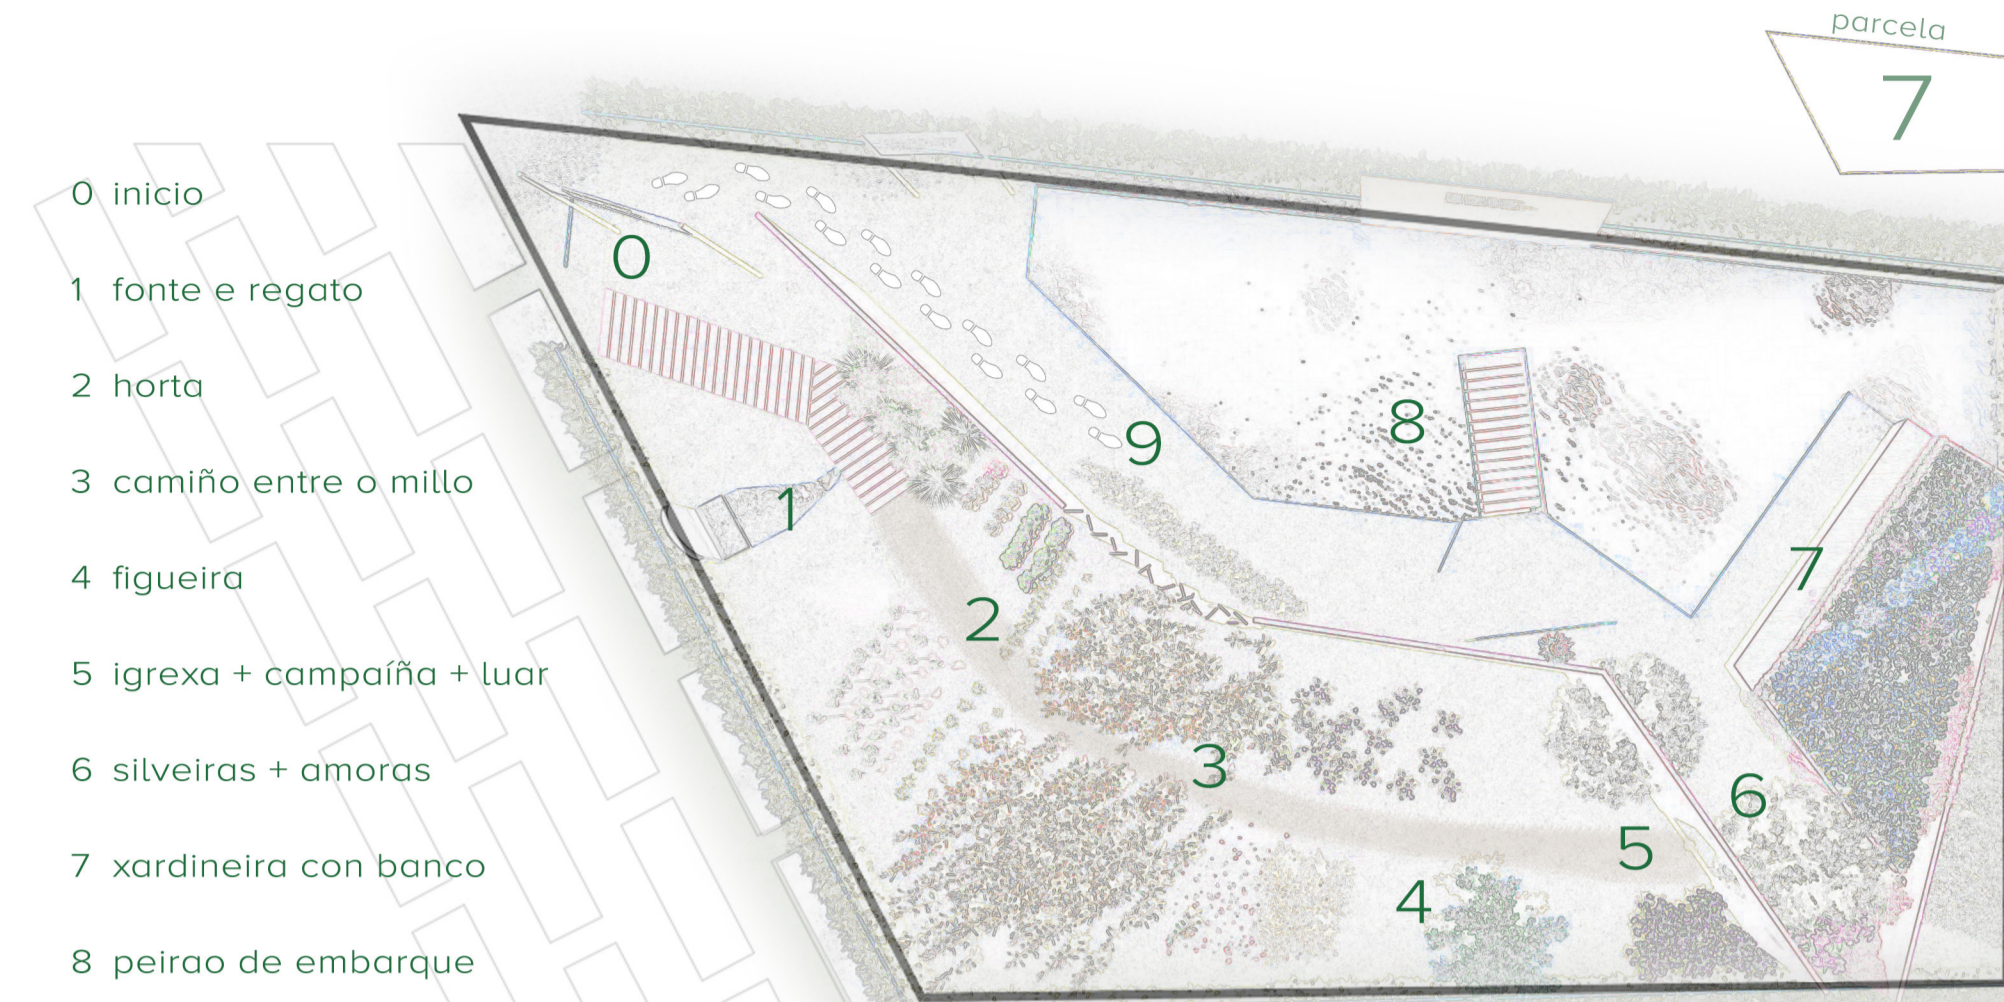 parcela
7
0 inicio
1 fonte e regato
2 horta
3 camiño entre o millo
4 figueira
5 igrexa + campaíña + luar
6 silveiras + amoras
7 xardineira con banco
8 peirao de embarque
0
1
2
3
4
5
6
7
8
9